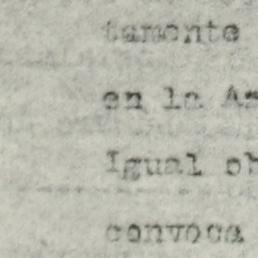 tamente
en la
Igual
convoca